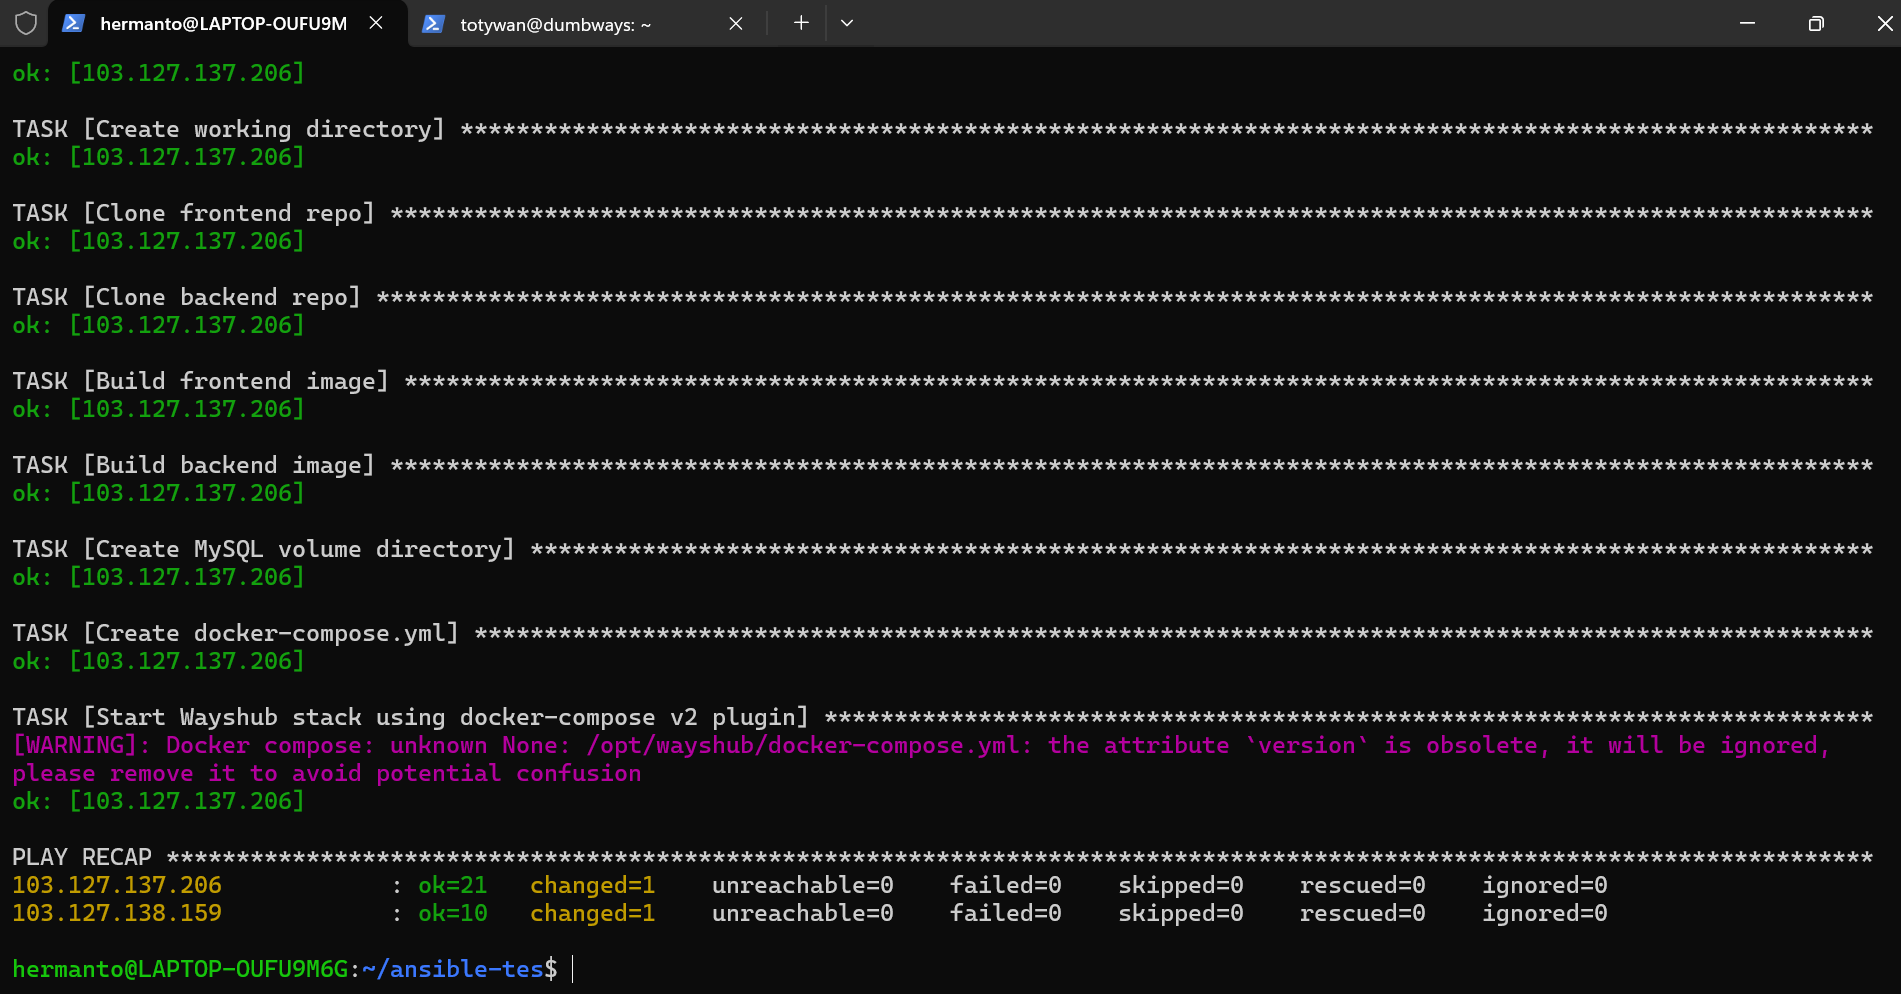 hermanto@LAPTOP-OUFU9M
totywan@dumbways: ~
ok: [103.127.137.206]
TASK [Create working directory] *****************************************************************************************************
ok: [103.127.137.206]
TASK [Clone frontend repo] **********************************************************************************************************
ok: [103.127.137.206]
TASK [Clone backend repo] ***********************************************************************************************************
ok: [103.127.137.206]
TASK [Build frontend image] *********************************************************************************************************
ok: [103.127.137.206]
TASK [Build backend image] **********************************************************************************************************
ok: [103.127.137.206]
TASK [Create MySQL volume directory] ************************************************************************************************
ok: [103.127.137.206]
TASK [Create docker-compose.yml] ****************************************************************************************************
ok: [103.127.137.206]
TASK [Start Wayshub stack using docker-compose v2 plugin] ***************************************************************************
[WARNING]: Docker compose: unknown None: /opt/wayshub/docker-compose.yml: the attribute `version` is obsolete, it will be ignored,
please remove it to avoid potential confusion
ok: [103.127.137.206]
PLAY RECAP **************************************************************************************************************************
103.127.137.206            : ok=21   changed=1    unreachable=0    failed=0    skipped=0    rescued=0    ignored=0
103.127.138.159            : ok=10   changed=1    unreachable=0    failed=0    skipped=0    rescued=0    ignored=0
hermanto@LAPTOP-OUFU9M6G:~/ansible-tes$